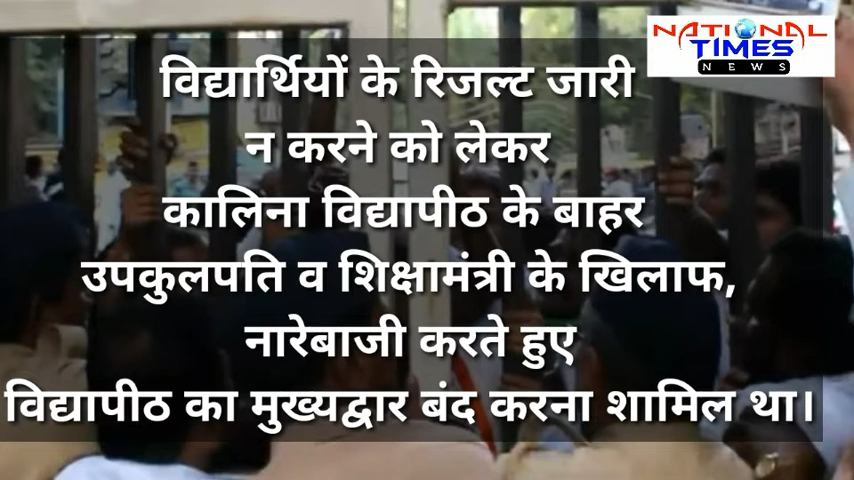 NATIONAL
TIMES
NEWS
विद्यार्थियों के रिजल्ट जारी
न करने को लेकर
कालिना विद्यापीठ के बाहर
उपकुलपति व शिक्षामंत्री के खिलाफ,
नारेबाजी करते हुए
विद्यापीठ का मुख्यद्वार बंद करना शामिल था।